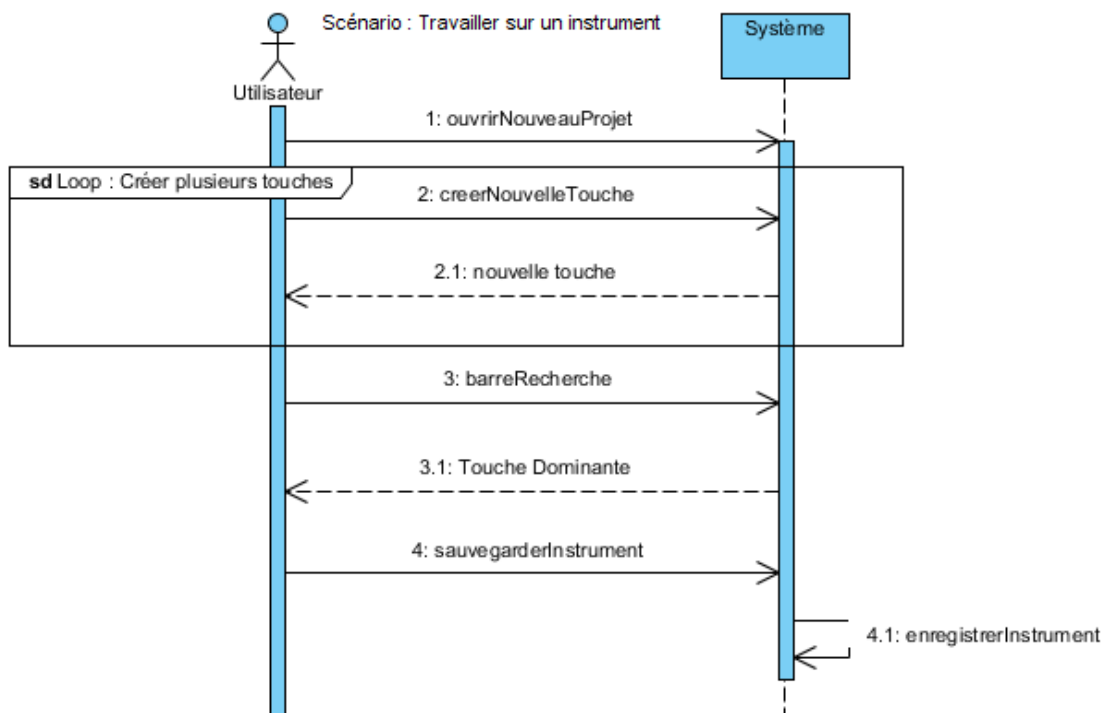 Scénario : Travailler sur un instrument
Système
Utilisateur
1: ouvrirNouveauProjet
sd Loop : Créer plusieurs touches
2: creerNouvelleTouche
2.1: nouvelle touche
3: barreRecherche
3.1: Touche Dominante
4: sauvegarderInstrument
4.1: enregistrerInstrument